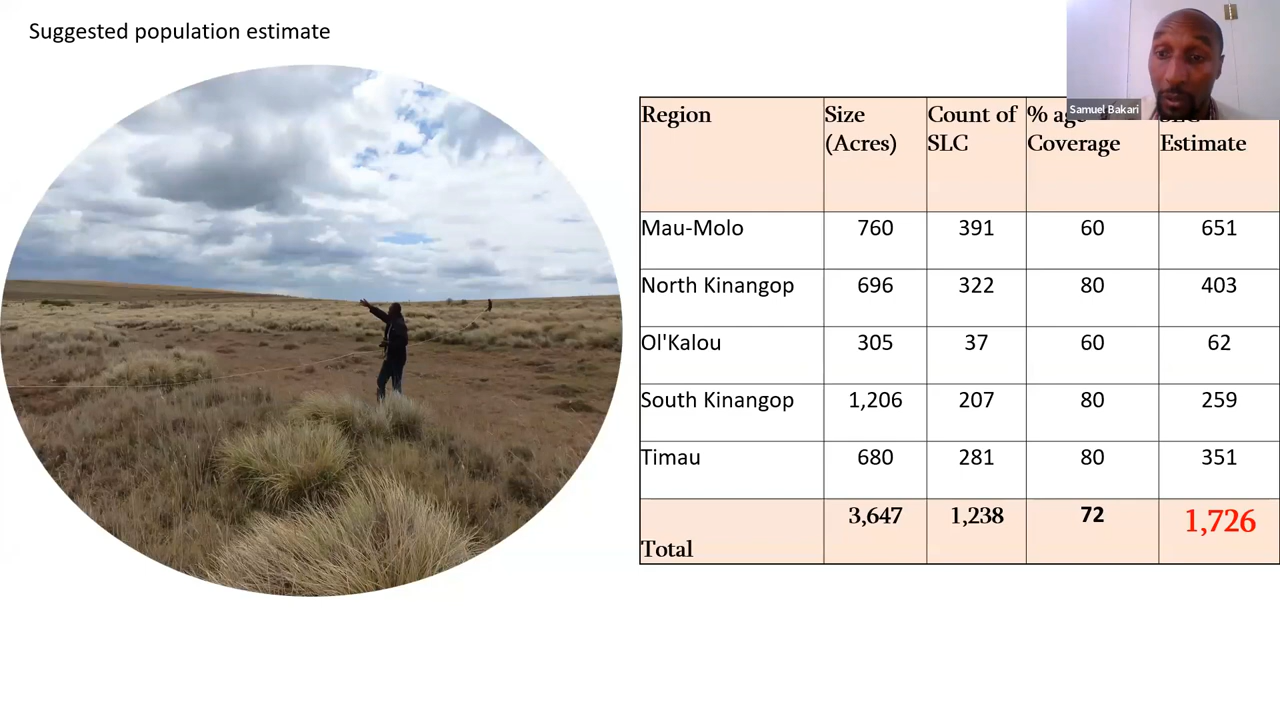 Suggested population estimate
Samuel Bakari
Region Size (Acres) Count of SLC % age Coverage Estimate
Mau-Molo 760 391 60 651
North Kinangop 696 322 80 403
Ol'Kalou 305 37 60 62
South Kinangop 1,206 207 80 259
Timau 680 281 80 351
Total 3,647 1,238 72 1,726